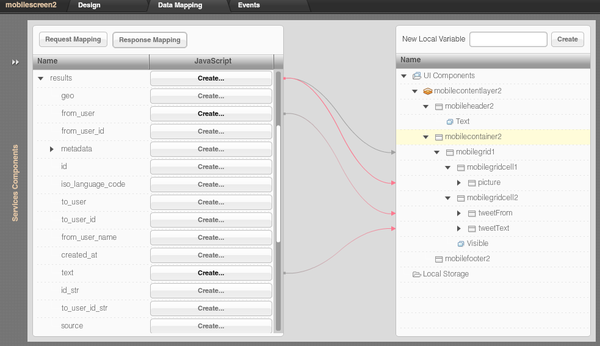 mobilescreen2 Design Data Mapping Events
Request Mapping Response Mapping
Name JavaScript
results Create...
geo Create...
from_user Create...
from_user_id Create...
metadata Create...
id Create...
iso_language_code Create...
to_user Create...
to_user_id Create...
from_user_name Create...
created_at Create...
text Create...
id_str Create...
to_user_id_str Create...
source Create...
Services Components
New Local Variable Create
Name
UI Components
mobilecontentlayer2
mobileheader2
Text
mobilecontainer2
mobilegrid1
mobilegridcell1
picture
mobilegridcell2
tweetFrom
tweetText
Visible
mobilefooter2
Local Storage